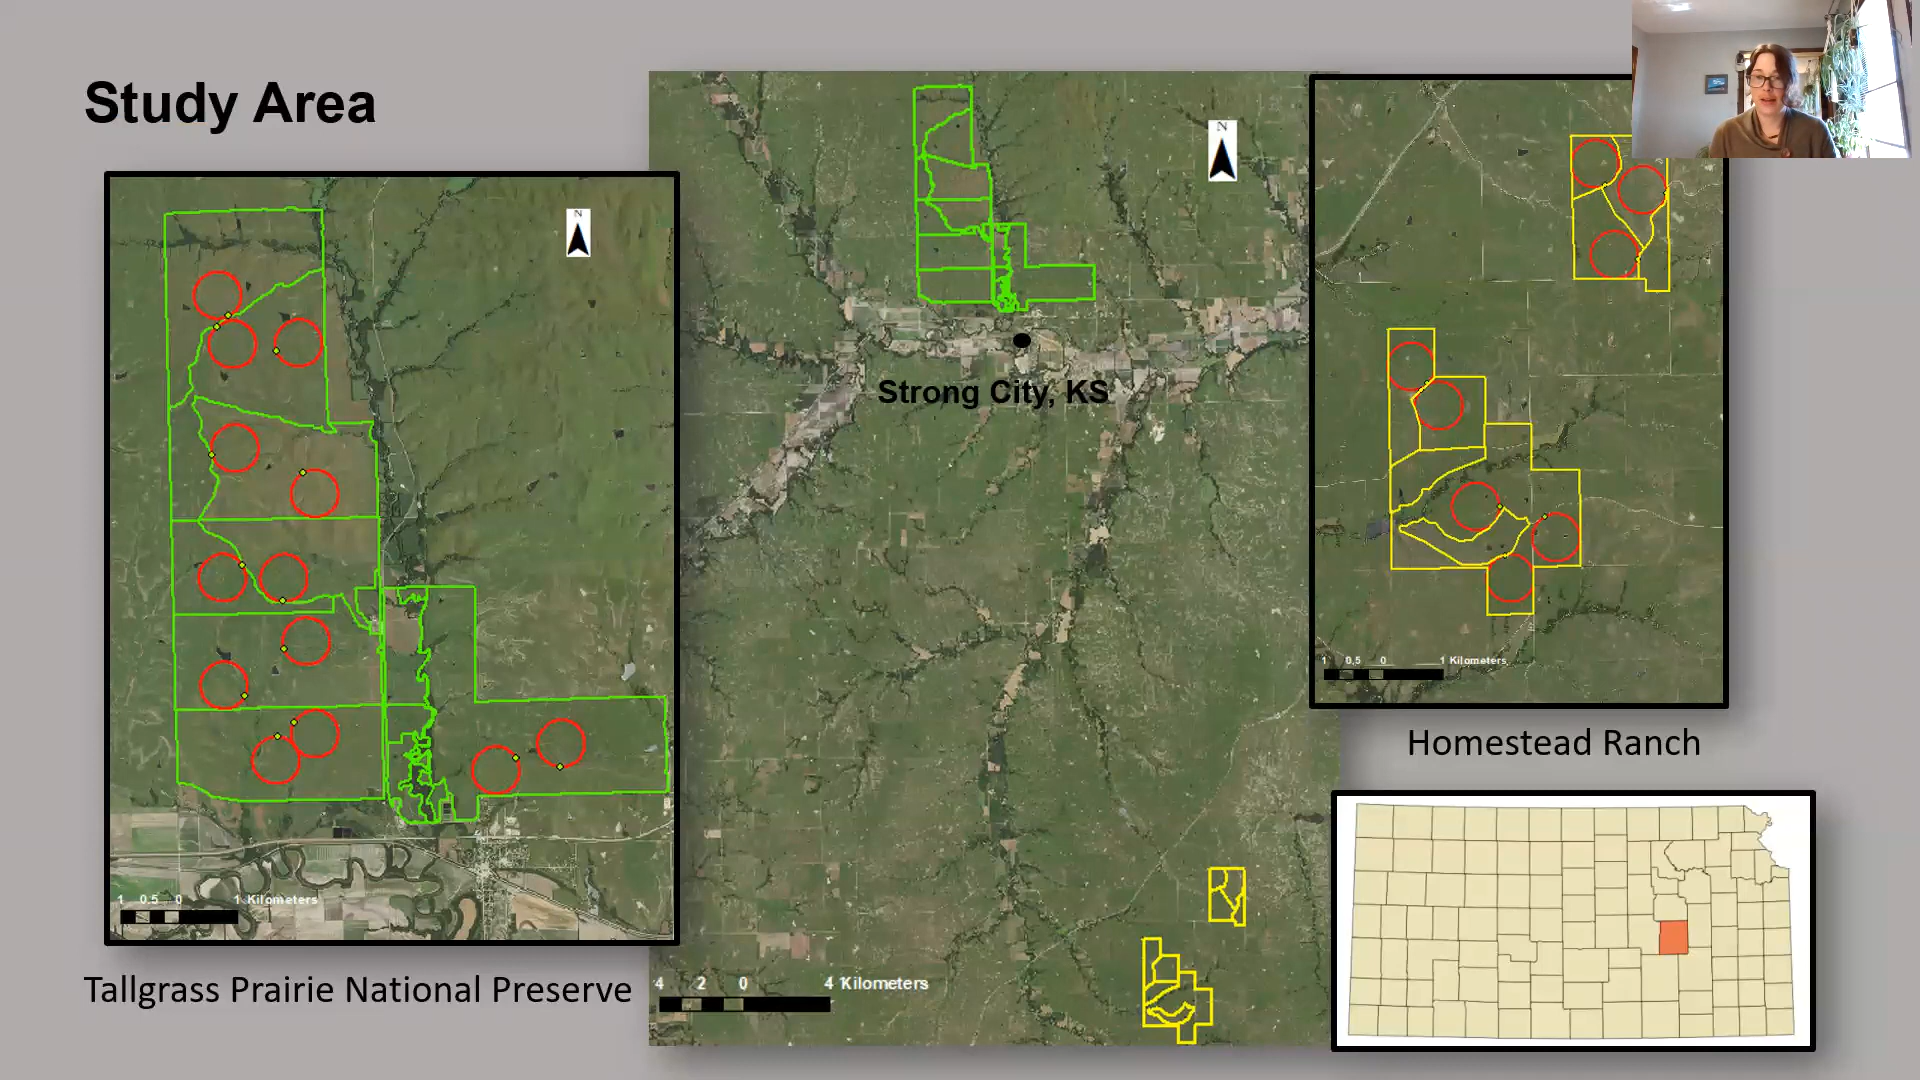 Study Area
N
1 0.5 0 1 Kilometers
Tallgrass Prairie National Preserve
N
Strong City, KS
4 2 0 4 Kilometers
1 0.5 0 1 Kilometers
Homestead Ranch